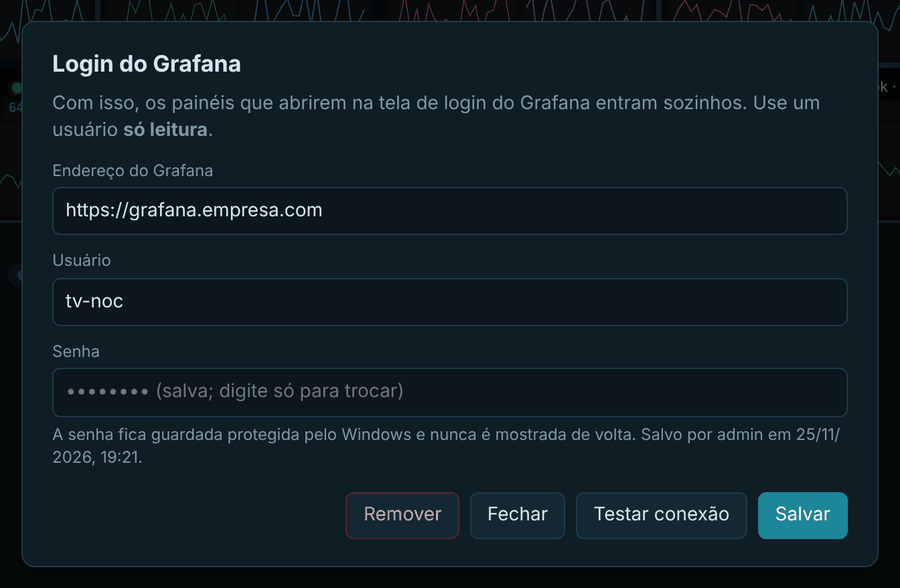 Login do Grafana
Com isso, os painéis que abrirem na tela de login do Grafana entram sozinhos. Use um
usuário só leitura.
Endereço do Grafana
https://grafana.empresa.com
Usuário
tv-noc
Senha
•••••••• (salva; digite só para trocar)
A senha fica guardada protegida pelo Windows e nunca é mostrada de volta. Salvo por admin em 25/11/
2026, 19:21.
Remover
Fechar
Testar conexão
Salvar